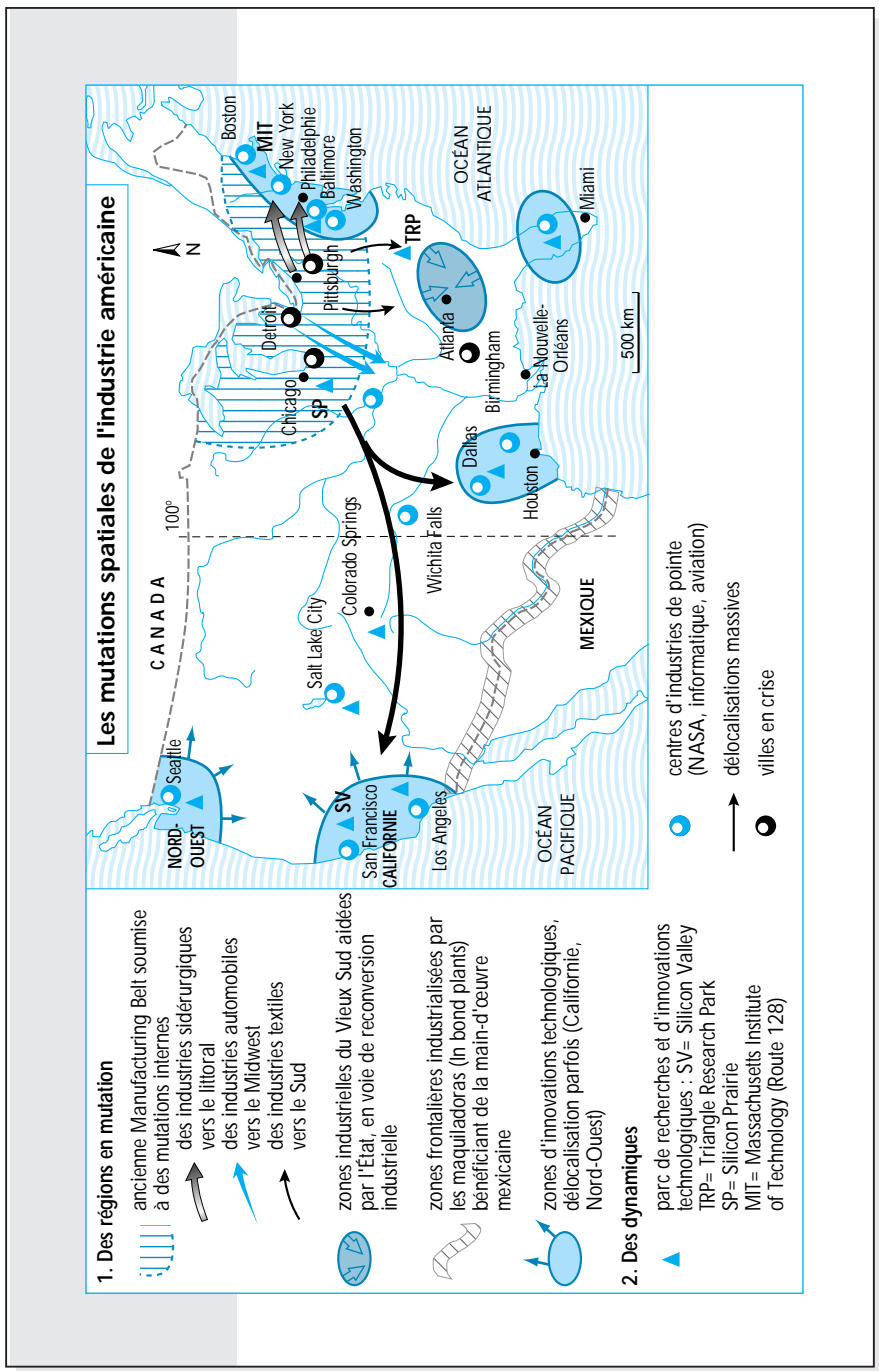 Les mutations spatiales de l'industrie américaine
CANADA
100°
N
NORD-
OUEST
Seattle
SV
San Francisco
CALIFORNIE
Los Angeles
OCÉAN
PACIFIQUE
Salt Lake City
Colorado Springs
Wichita Falls
MEXIQUE
Dallas
Houston
Chicago
SP
Detroit
Pittsburgh
Boston
MIT
New York
Philadelphie
Baltimore
Washington
TRP
Atlanta
Birmingham
La Nouvelle-
Orléans
Miami
OCÉAN
ATLANTIQUE
500 km
1. Des régions en mutation
ancienne Manufacturing Belt soumise
à des mutations internes
des industries sidérurgiques
vers le littoral
des industries automobiles
vers le Midwest
des industries textiles
vers le Sud
zones industrielles du Vieux Sud aidées
par l'État, en voie de reconversion
industrielle
zones frontalières industrialisées par
les maquiladoras (In bond plants)
bénéficiant de la main-d'œuvre
mexicaine
zones d'innovations technologiques,
délocalisation parfois (Californie,
Nord-Ouest)
2. Des dynamiques
parc de recherches et d'innovations
technologiques : SV= Silicon Valley
TRP= Triangle Research Park
SP= Silicon Prairie
MIT= Massachusetts Institute
of Technology (Route 128)
centres d'industries de pointe
(NASA, informatique, aviation)
délocalisations massives
villes en crise